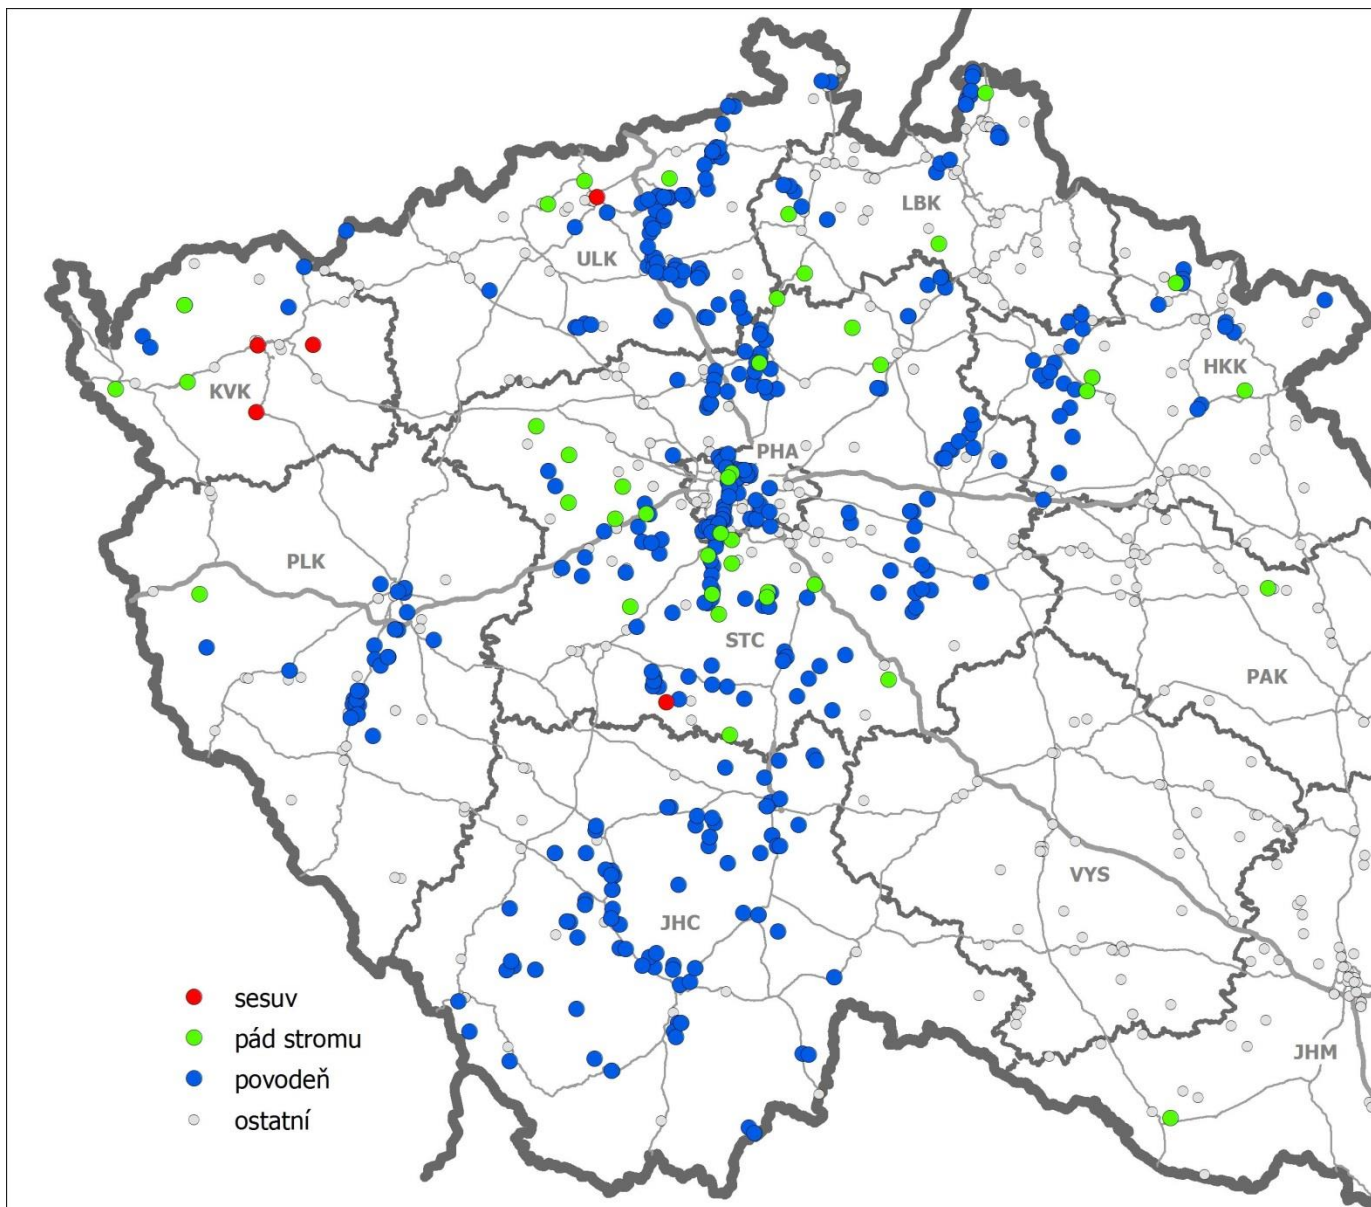 LBK
ULK
HKK
KVK
PHA
PLK
STC
PAK
VYS
JHC
JHM
sesuv
pád stromu
povodeň
ostatní